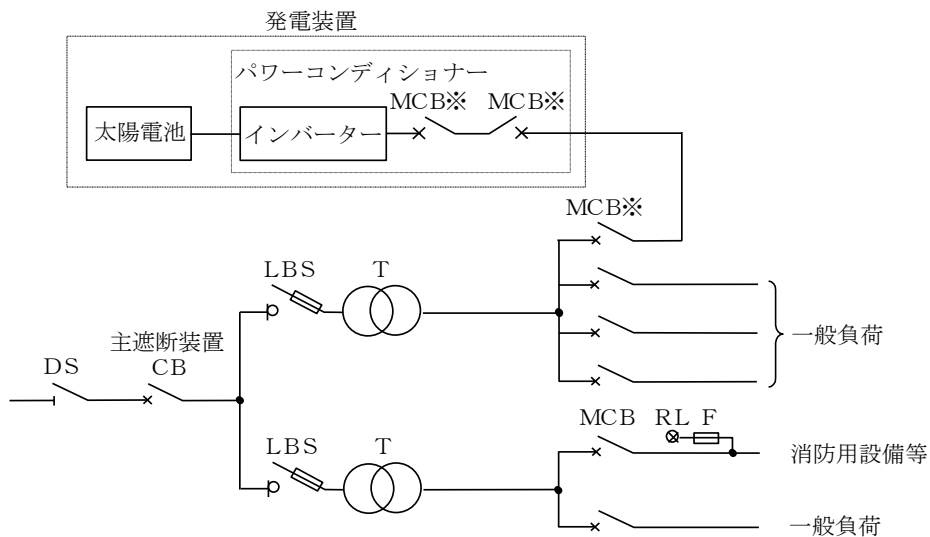 発電装置
パワーコンディショナー
MCB※ MCB※
太陽電池 インバーター
MCB※
LBS T
一般負荷
主遮断装置
DS CB
MCB RL F
LBS T
消防用設備等
一般負荷